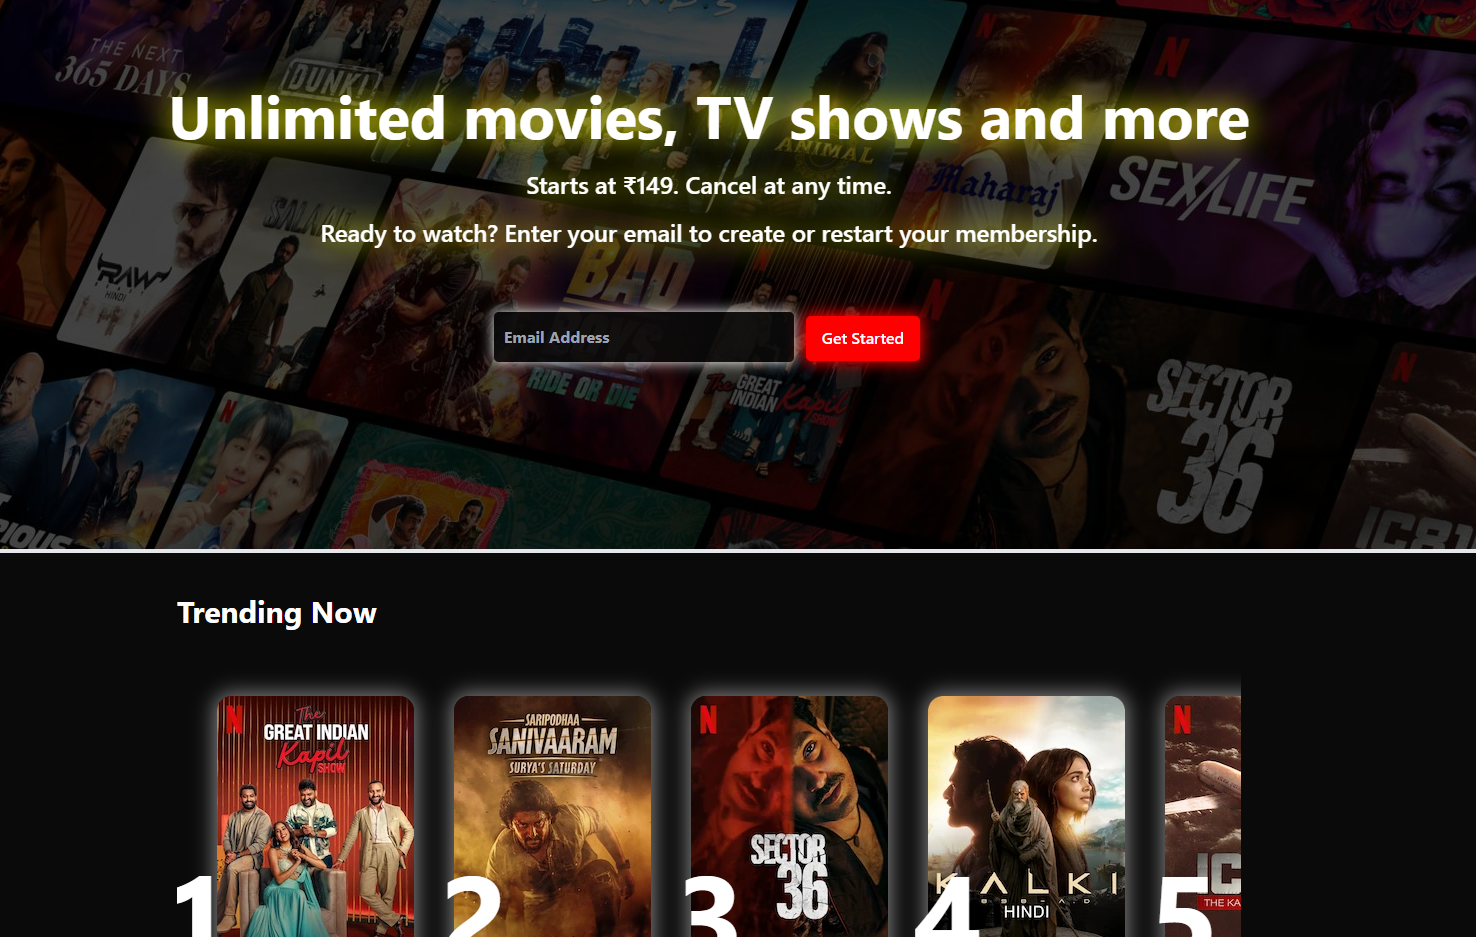 THE NEXT
365 DAYS
DUNKI
Unlimited movies, TV shows and more
ANIMAL
Maharaj
SEX/LIFE
Starts at ₹149. Cancel at any time.
Ready to watch? Enter your email to create or restart your membership.
SALAAR
RAW
HINDI
BAD
Email Address
Get Started
RIDE OR DIE
The GREAT
INDIAN Kapil
SHOW
SECTOR
36
IC81
Trending Now
The
GREAT INDIAN
Kapil
SHOW
SARIPODHAA
SANIVAARAM
SURYA'S SATURDAY
SECTOR
36
KALKI
HINDI
IC
THE KA
1
2
3
4
5